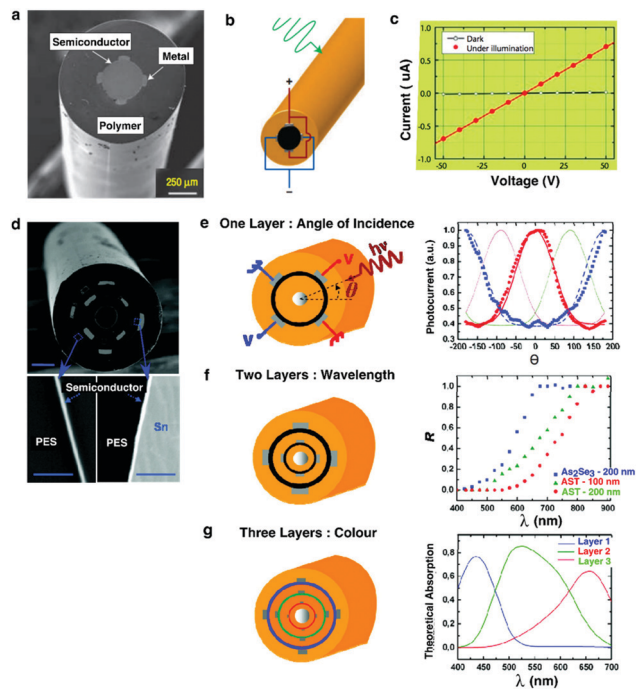 a
Semiconductor
Metal
Polymer
250 μm
b
+
−
c
Dark
Under illumination
Current ( uA)
1.0
0.5
0.0
-0.5
-1.0
-50
-25
0
25
50
Voltage (V)
d
Semiconductor
PES
PES
Sn
e
One Layer : Angle of Incidence
V
V
hν
θ
Photocurrent (a.u.)
1.0
0.9
0.8
0.7
0.6
0.5
0.4
0.3
-180 -150 -100 -50 0 50 100 150 180
Θ
f
Two Layers : Wavelength
R
1.0
0.8
0.6
0.4
0.2
0.0
As₂Se₃ - 200 nm
AST - 100 nm
AST - 200 nm
400 500 600 700 800 900
λ (nm)
g
Three Layers : Colour
Theoretical Absorption
0,8
0,6
0,4
0,2
0,0
Layer 1
Layer 2
Layer 3
400 450 500 550 600 650 700
λ (nm)